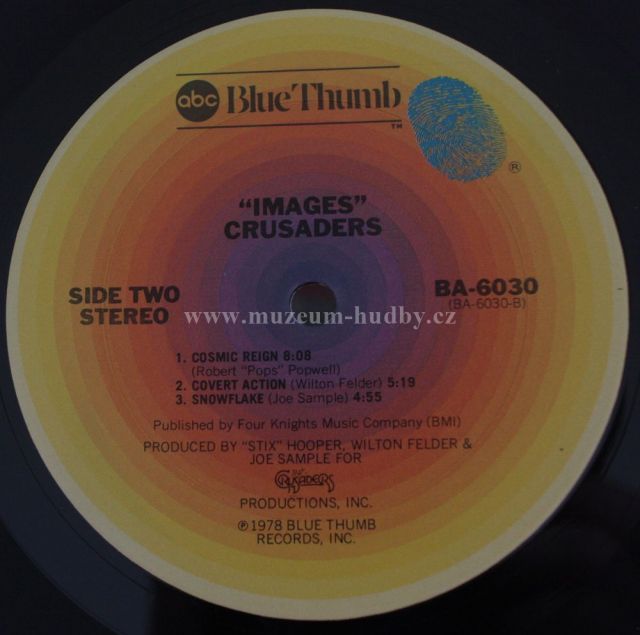 abc Blue Thumb
TM
®
"IMAGES"
CRUSADERS
SIDE TWO
STEREO
BA-6030
(BA-6030-B)
www.muzeum-hudby.cz
1. COSMIC REIGN 8:08
(Robert "Pops" Popwell)
2. COVERT ACTION (Wilton Felder) 5:19
3. SNOWFLAKE (Joe Sample) 4:55
Published by Four Knights Music Company (BMI)
PRODUCED BY "STIX" HOOPER, WILTON FELDER &
JOE SAMPLE FOR
THE CRUSADERS
PRODUCTIONS, INC.
℗ 1978 BLUE THUMB
RECORDS, INC.